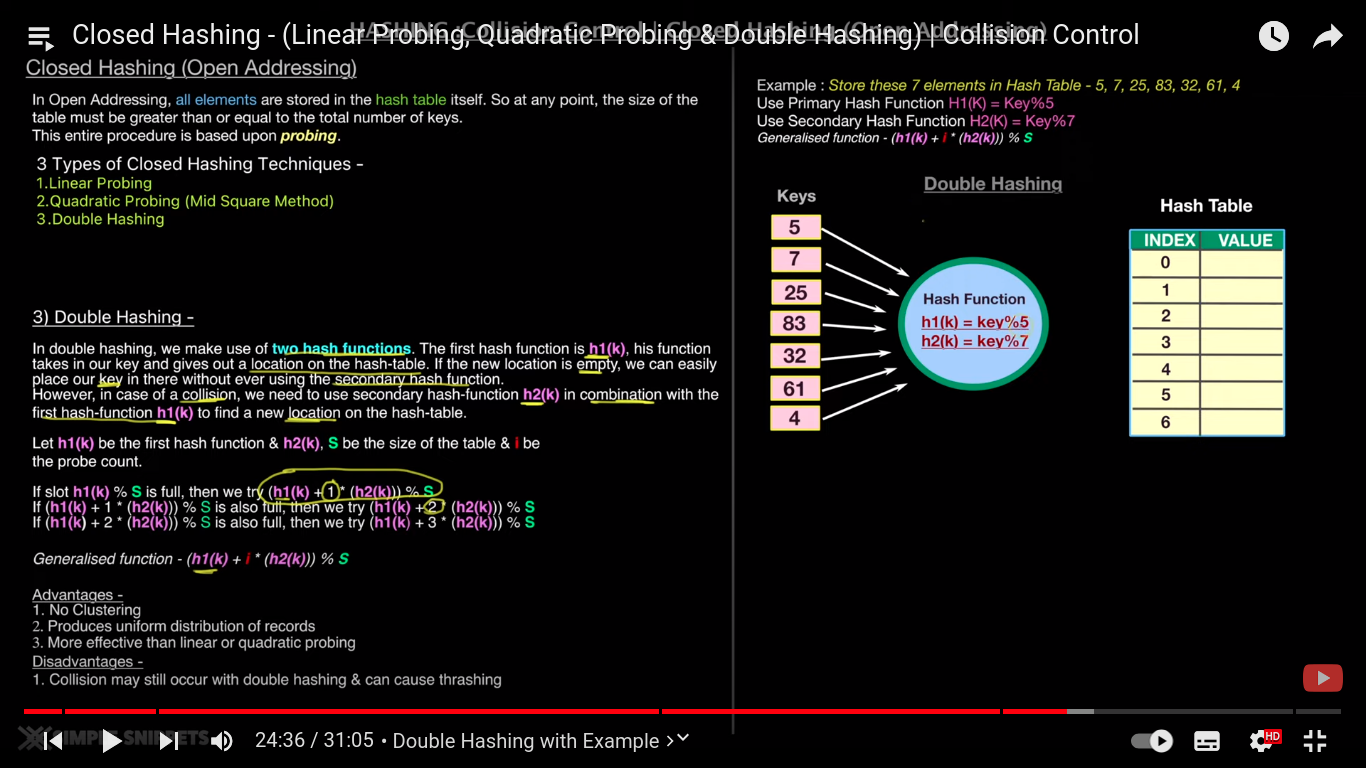 HASHING :Collision Control | Closed Hashing (Open Addressing)
Closed Hashing - (Linear Probing, Quadratic Probing & Double Hashing) | Collision Control
Closed Hashing (Open Addressing)
In Open Addressing, all elements are stored in the hash table itself. So at any point, the size of the
table must be greater than or equal to the total number of keys.
This entire procedure is based upon probing.
3 Types of Closed Hashing Techniques -
1.Linear Probing
2.Quadratic Probing (Mid Square Method)
3.Double Hashing
3) Double Hashing -
In double hashing, we make use of two hash functions. The first hash function is h1(k), his function
takes in our key and gives out a location on the hash-table. If the new location is empty, we can easily
place our key in there without ever using the secondary hash function.
However, in case of a collision, we need to use secondary hash-function h2(k) in combination with the
first hash-function h1(k) to find a new location on the hash-table.
Let h1(k) be the first hash function & h2(k), S be the size of the table & i be
the probe count.
If slot h1(k) % S is full, then we try (h1(k) + 1 * (h2(k))) % S
If (h1(k) + 1 * (h2(k))) % S is also full, then we try (h1(k) + 2 * (h2(k))) % S
If (h1(k) + 2 * (h2(k))) % S is also full, then we try (h1(k) + 3 * (h2(k))) % S
Generalised function - (h1(k) + i * (h2(k))) % S
Advantages -
1. No Clustering
2. Produces uniform distribution of records
3. More effective than linear or quadratic probing
Disadvantages -
1. Collision may still occur with double hashing & can cause thrashing
Example : Store these 7 elements in Hash Table - 5, 7, 25, 83, 32, 61, 4
Use Primary Hash Function H1(K) = Key%5
Use Secondary Hash Function H2(K) = Key%7
Generalised function - (h1(k) + i * (h2(k))) % S
Double Hashing
Keys
5
7
25
83
32
61
4
Hash Function
h1(k) = key%5
h2(k) = key%7
Hash Table
INDEX VALUE
0
1
2
3
4
5
6
SIMPLE SNIPPETS
24:36 / 31:05 • Double Hashing with Example
HD